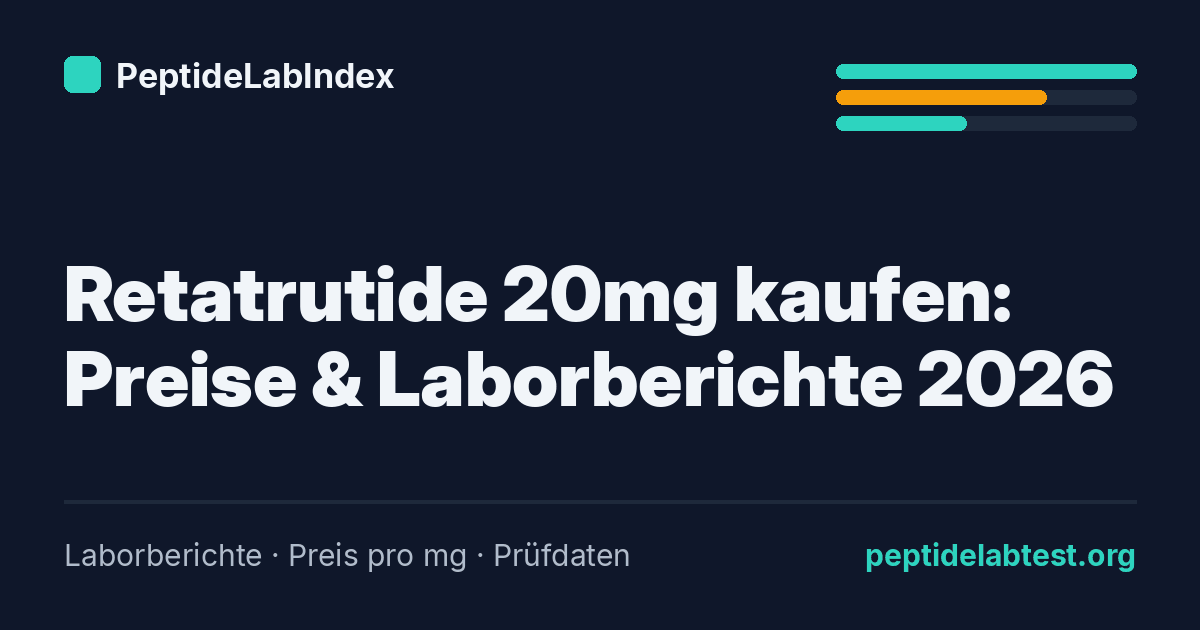 PeptideLabIndex
Retatrutide 20mg kaufen:
Preise & Laborberichte 2026
Laborberichte · Preis pro mg · Prüfdaten
peptidelabtest.org